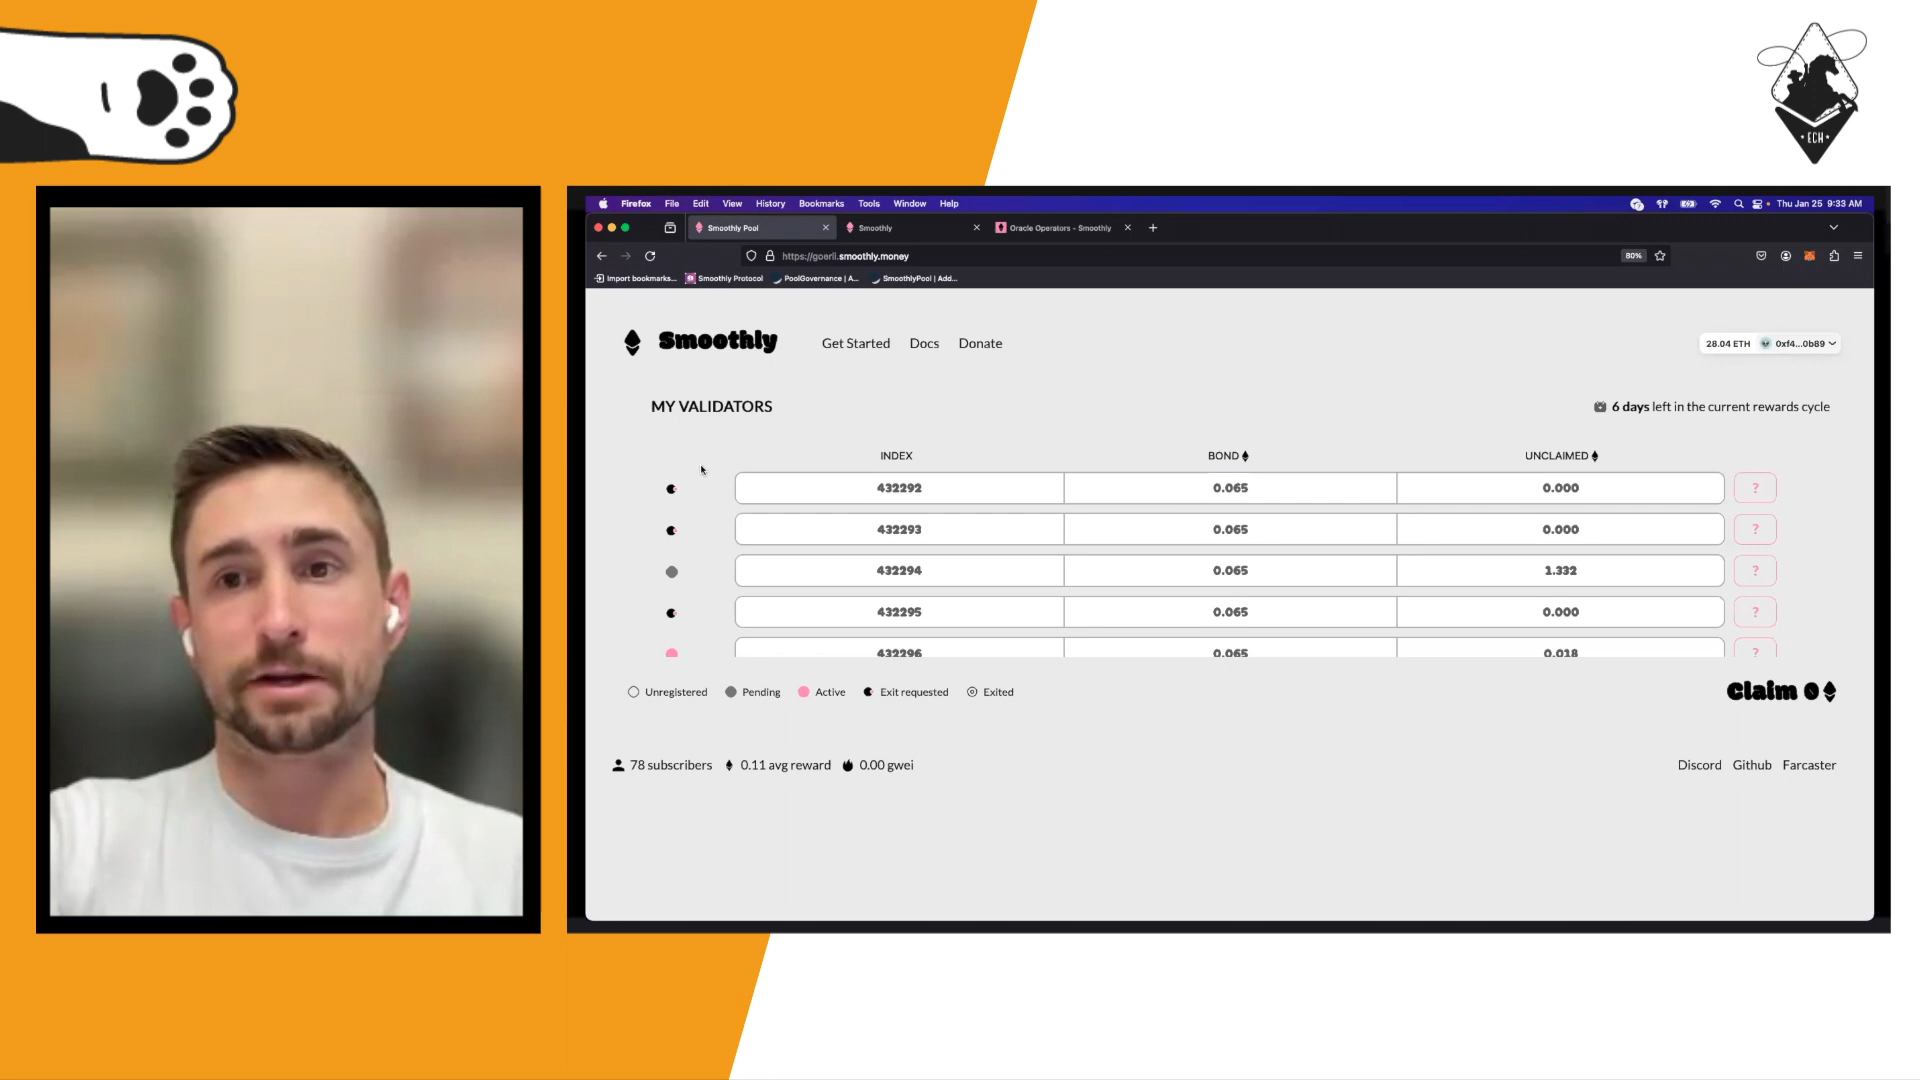 ECH
Firefox File Edit View History Bookmarks Tools Window Help
Thu Jan 25 9:33 AM
Smoothly Pool
Smoothly
Oracle Operators - Smoothly
https://goerli.smoothly.money
80%
Import bookmarks...
Smoothly Protocol
PoolGovernance | A...
SmoothlyPool | Add...
Smoothly
Get Started
Docs
Donate
28.04 ETH
0xf4...0b89
MY VALIDATORS
6 days left in the current rewards cycle
INDEX BOND UNCLAIMED
432292 0.065 0.000 ?
432293 0.065 0.000 ?
432294 0.065 1.332 ?
432295 0.065 0.000 ?
432296 0.065 0.018 ?
Unregistered Pending Active Exit requested Exited
Claim 0
78 subscribers 0.11 avg reward 0.00 gwei
Discord Github Farcaster